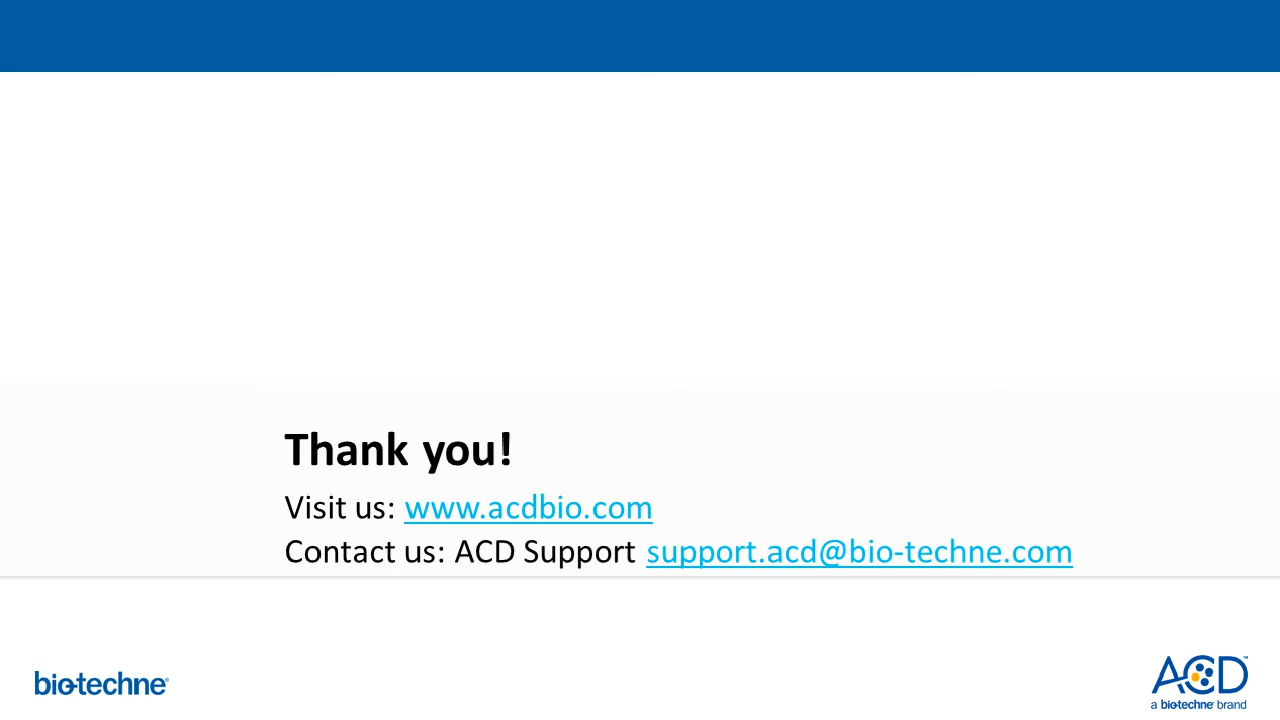 Thank you!
Visit us: www.acdbio.com
Contact us: ACD Support support.acd@bio-techne.com
bio-techne®
ACD™
a bio-techne® brand